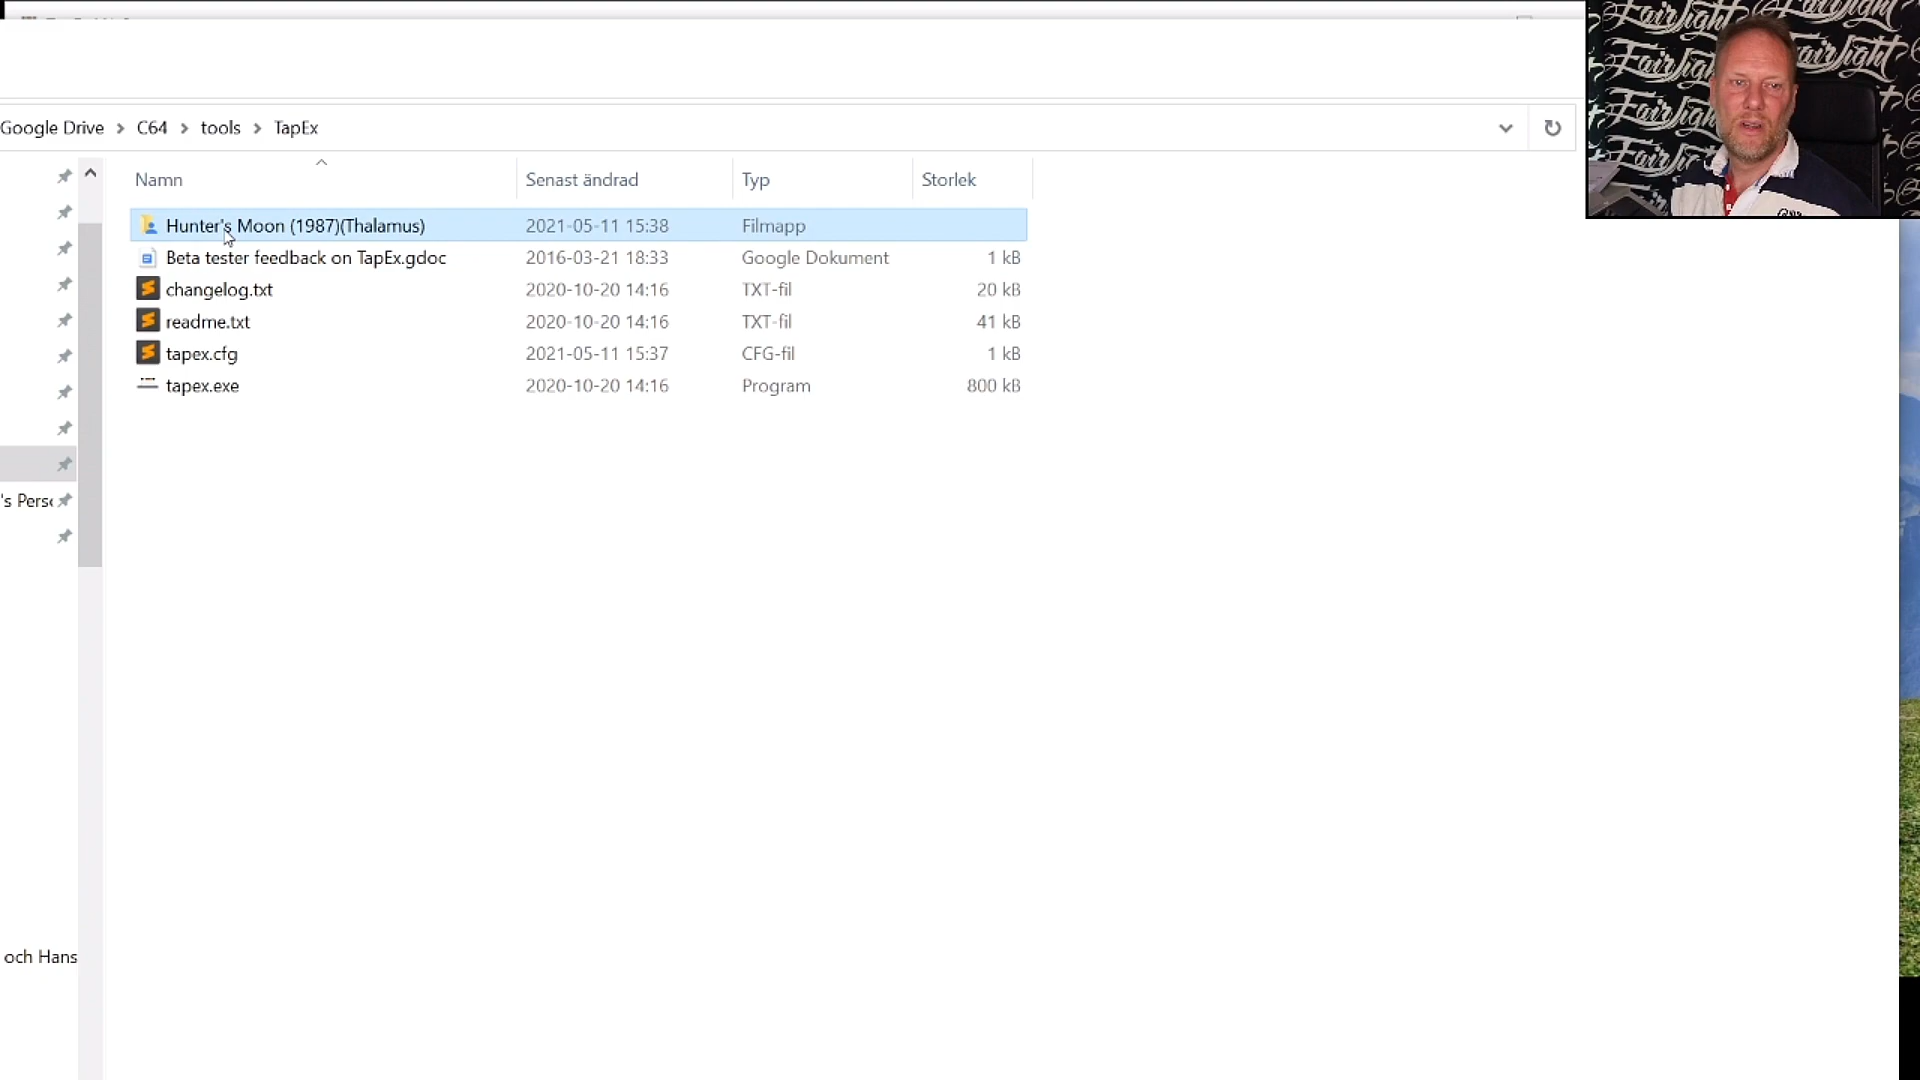 Google Drive > C64 > tools > TapEx
Namn Senast ändrad Typ Storlek
Hunter's Moon (1987)(Thalamus) 2021-05-11 15:38 Filmapp
Beta tester feedback on TapEx.gdoc 2016-03-21 18:33 Google Dokument 1 kB
changelog.txt 2020-10-20 14:16 TXT-fil 20 kB
readme.txt 2020-10-20 14:16 TXT-fil 41 kB
tapex.cfg 2021-05-11 15:37 CFG-fil 1 kB
tapex.exe 2020-10-20 14:16 Program 800 kB
's Pers
och Hans
Fairlight
Fairlight
Fairlight
Fairlight